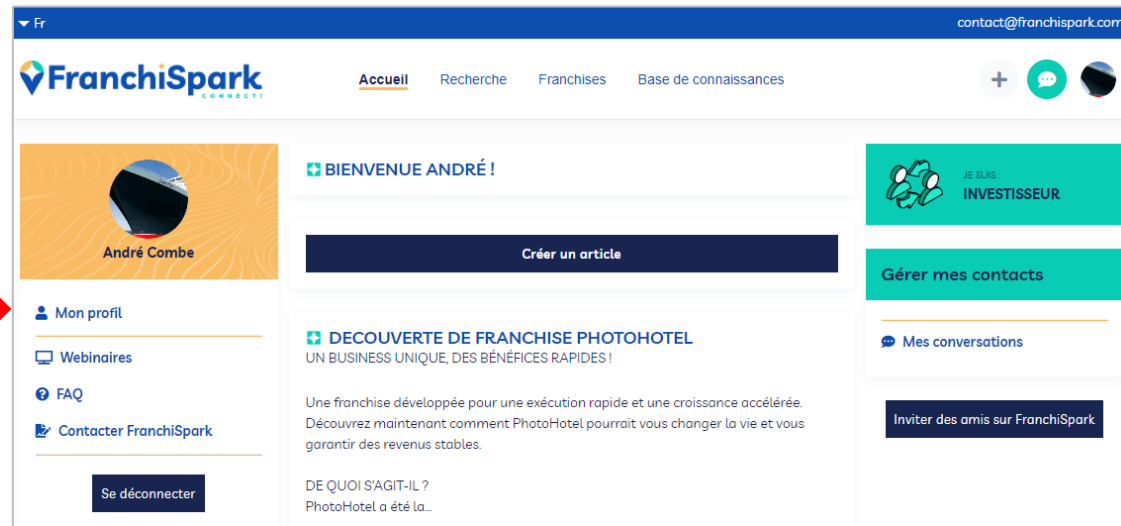 Fr
contact@franchispark.com
FranchiSpark
CONNECT!
Accueil Recherche Franchises Base de connaissances
André Combe
Mon profil
Webinaires
FAQ
Contacter FranchiSpark
Se déconnecter
BIENVENUE ANDRÉ !
Créer un article
DECOUVERTE DE FRANCHISE PHOTOHOTEL
UN BUSINESS UNIQUE, DES BÉNÉFICES RAPIDES !
Une franchise développée pour une exécution rapide et une croissance accélérée.
Découvrez maintenant comment PhotoHotel pourrait vous changer la vie et vous
garantir des revenus stables.
DE QUOI S'AGIT-IL ?
PhotoHotel a été la...
JE SUIS :
INVESTISSEUR
Gérer mes contacts
Mes conversations
Inviter des amis sur FranchiSpark